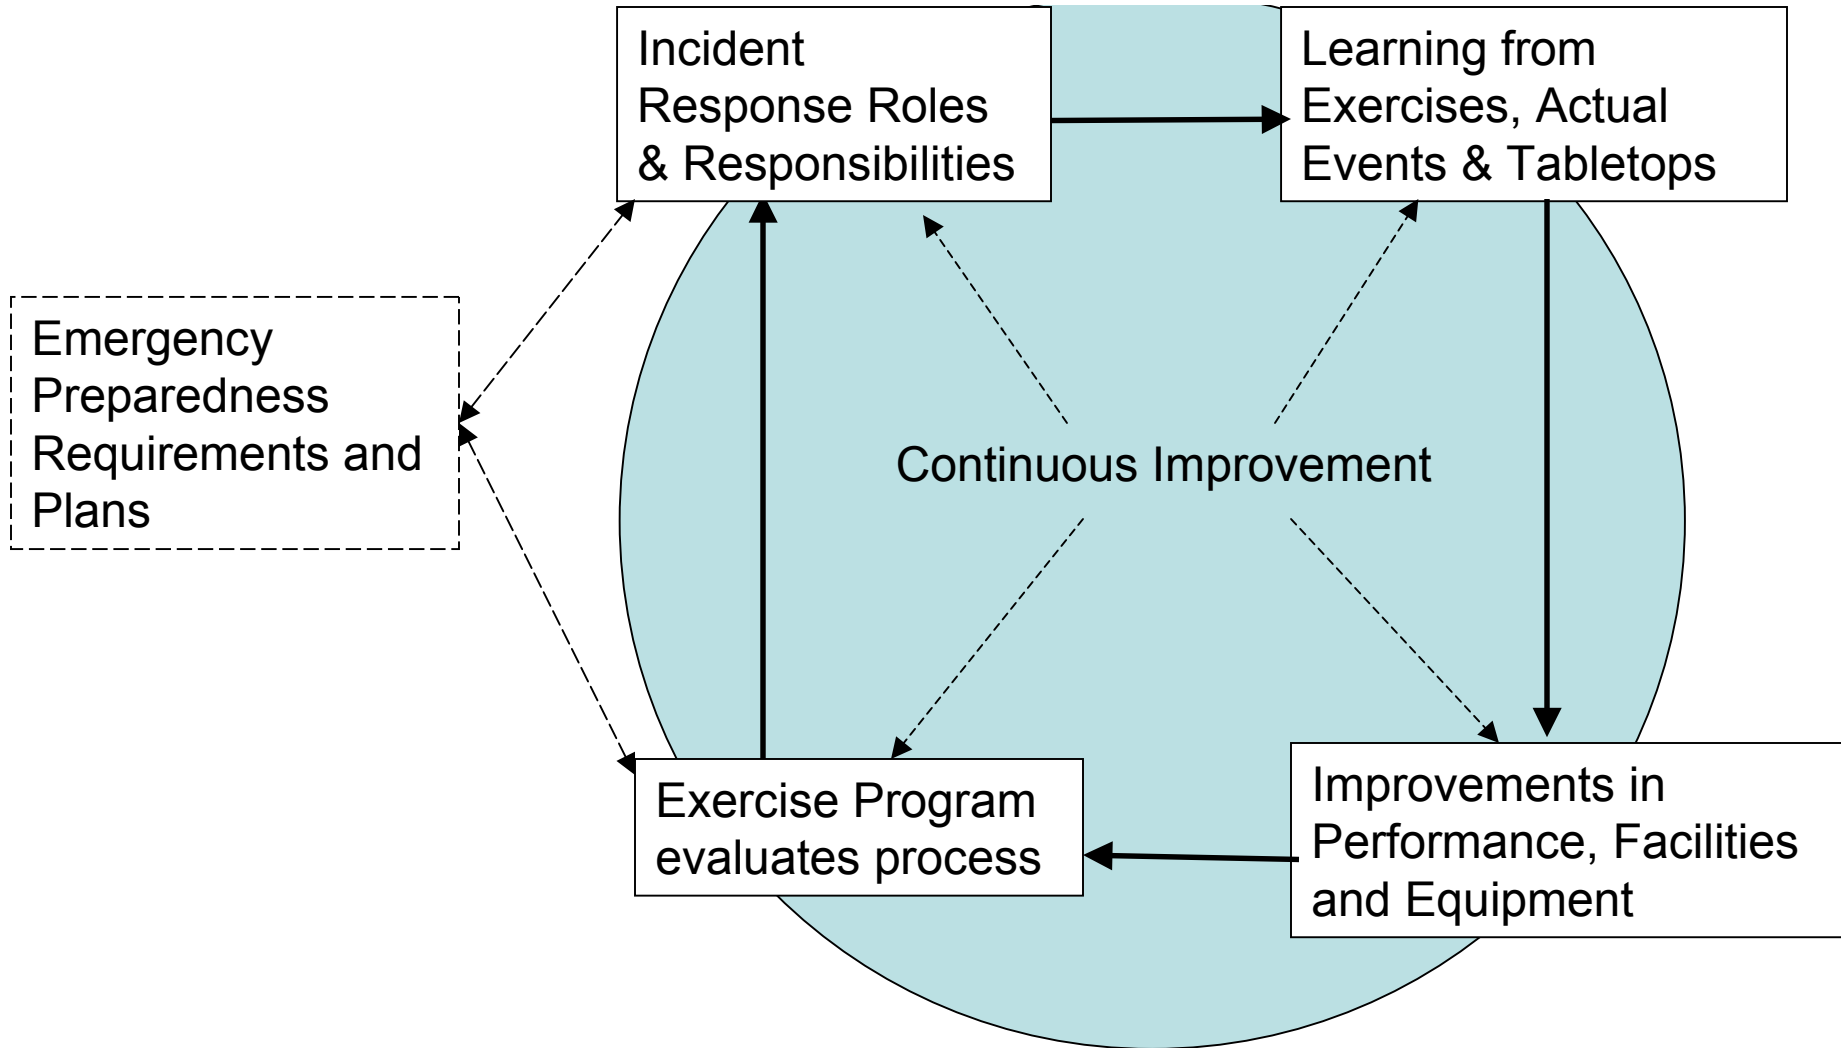 Incident
Response Roles
& Responsibilities
Learning from
Exercises, Actual
Events & Tabletops
Emergency
Preparedness
Requirements and
Plans
Continuous Improvement
Exercise Program
evaluates process
Improvements in
Performance, Facilities
and Equipment